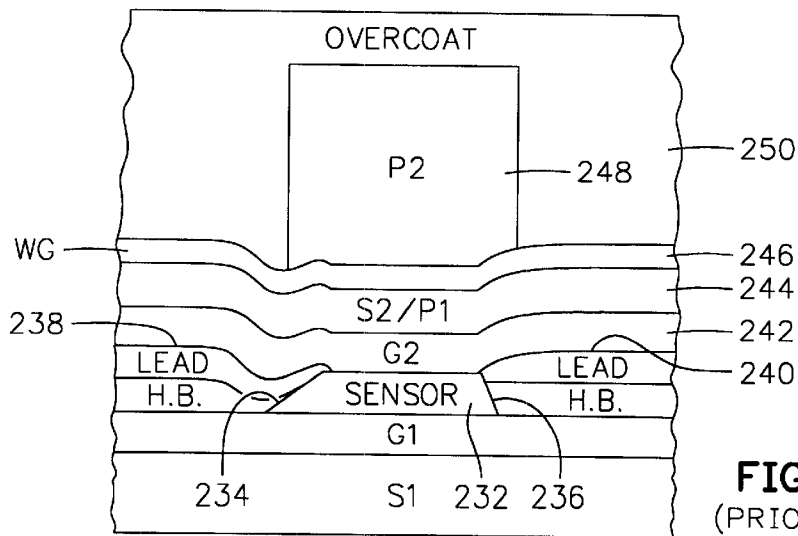 OVERCOAT
P2
248
250
WG
246
244
S2/P1
238
242
G2
LEAD
LEAD
240
H.B.
SENSOR
H.B.
G1
234
S1
232
236
FIG
(PRIO